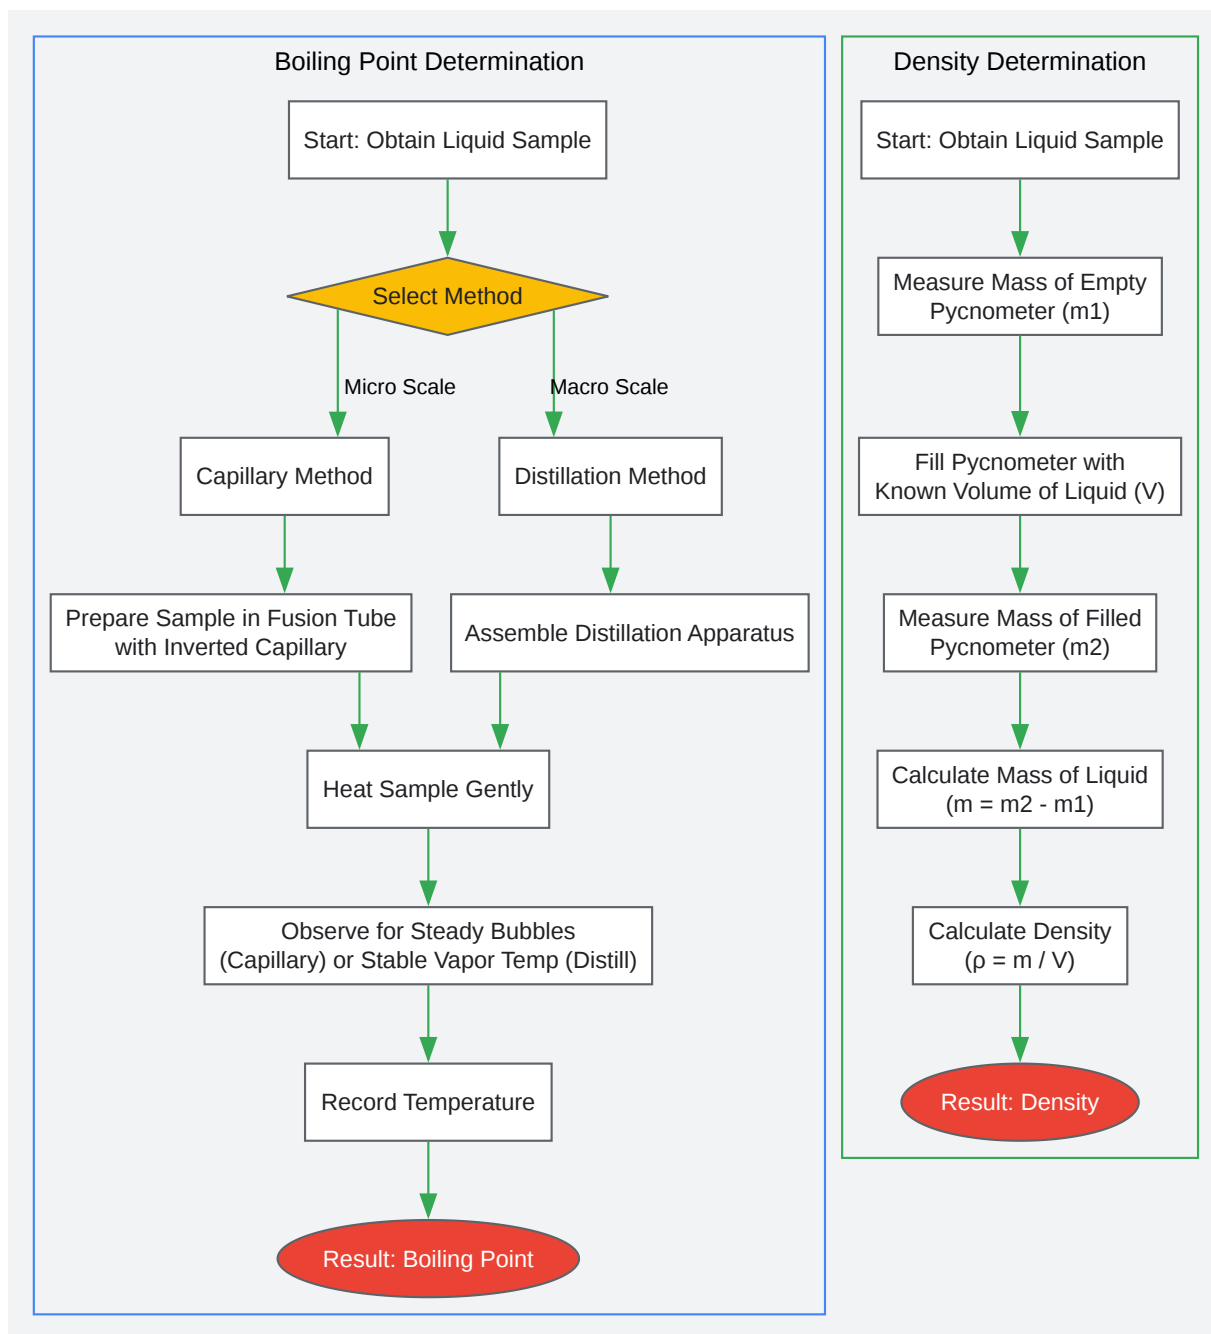 Boiling Point Determination
Start: Obtain Liquid Sample
Select Method
Micro Scale
Macro Scale
Capillary Method
Distillation Method
Prepare Sample in Fusion Tube
with Inverted Capillary
Assemble Distillation Apparatus
Heat Sample Gently
Observe for Steady Bubbles
(Capillary) or Stable Vapor Temp (Distill)
Record Temperature
Result: Boiling Point
Density Determination
Start: Obtain Liquid Sample
Measure Mass of Empty
Pycnometer (m1)
Fill Pycnometer with
Known Volume of Liquid (V)
Measure Mass of Filled
Pycnometer (m2)
Calculate Mass of Liquid
(m = m2 - m1)
Calculate Density
(ρ = m / V)
Result: Density